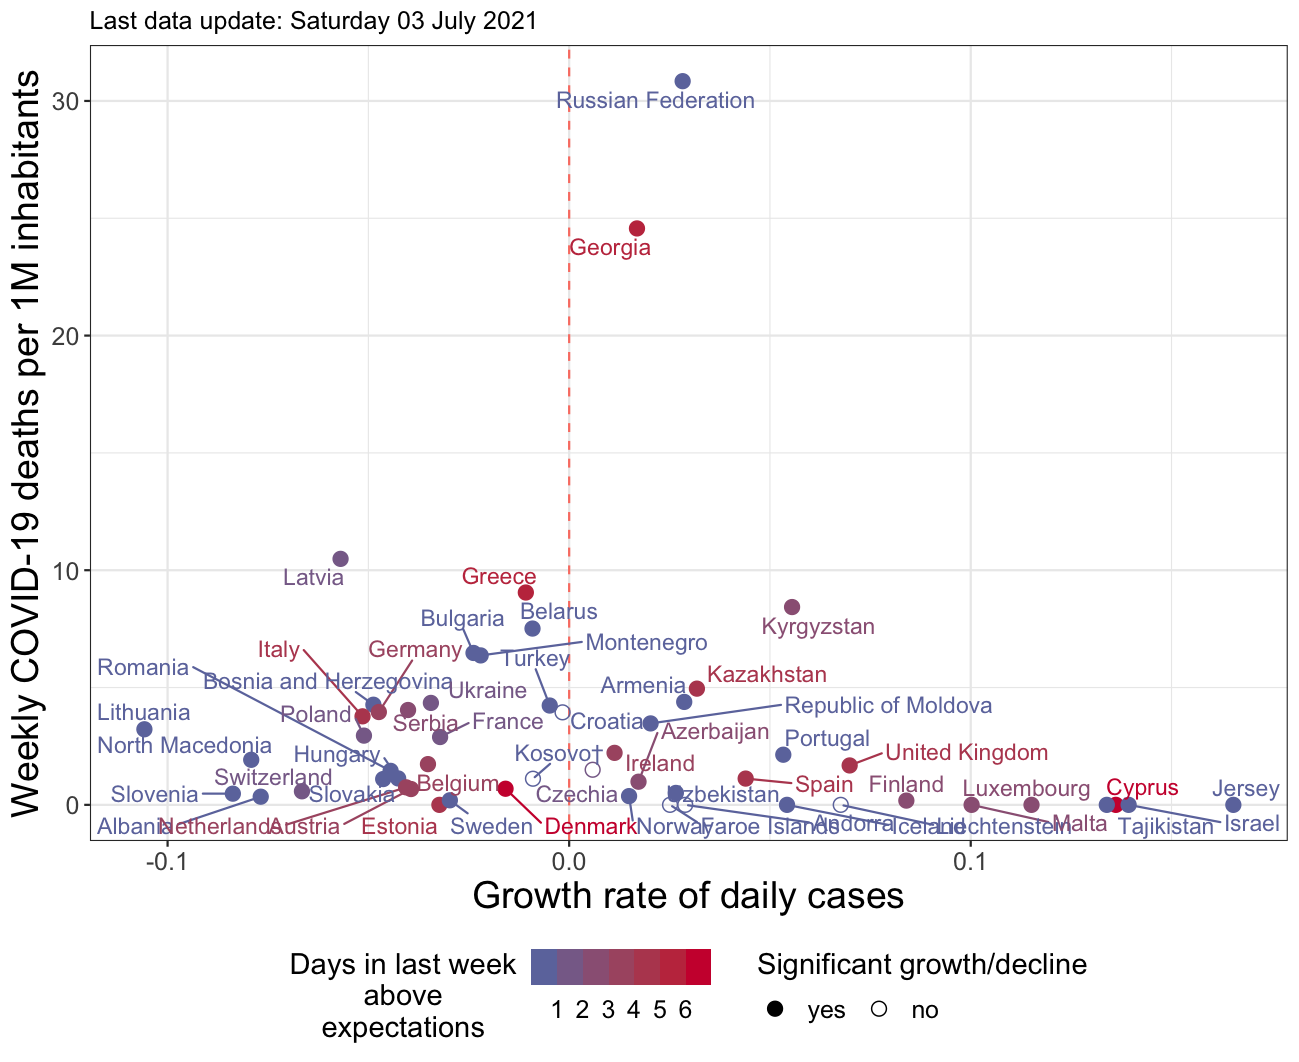 Last data update: Saturday 03 July 2021
Weekly COVID-19 deaths per 1M inhabitants
30
20
10
0
Russian Federation
Georgia
Latvia
Greece
Bulgaria
Belarus
Kyrgyzstan
Italy
Germany
Montenegro
Turkey
Romania
Bosnia and Herzegovina
Armenia
Kazakhstan
Ukraine
Lithuania
Poland
Serbia
France
Croatia
Republic of Moldova
Azerbaijan
North Macedonia
Hungary
Kosovo†
Portugal
United Kingdom
Ireland
Switzerland
Belgium
Spain
Finland
Luxembourg
Cyprus
Jersey
Slovenia
Slovakia
Czechia
Uzbekistan
Albania
Netherlands
Austria
Estonia
Sweden
Denmark
Norway
Faroe Islands
Andorra
Iceland
Liechtenstein
Malta
Tajikistan
Israel
-0.1
0.0
0.1
Growth rate of daily cases
Days in last week
above
expectations
1 2 3 4 5 6
Significant growth/decline
yes
no